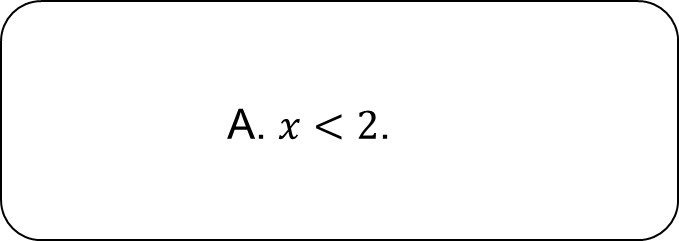 A. x < 2.